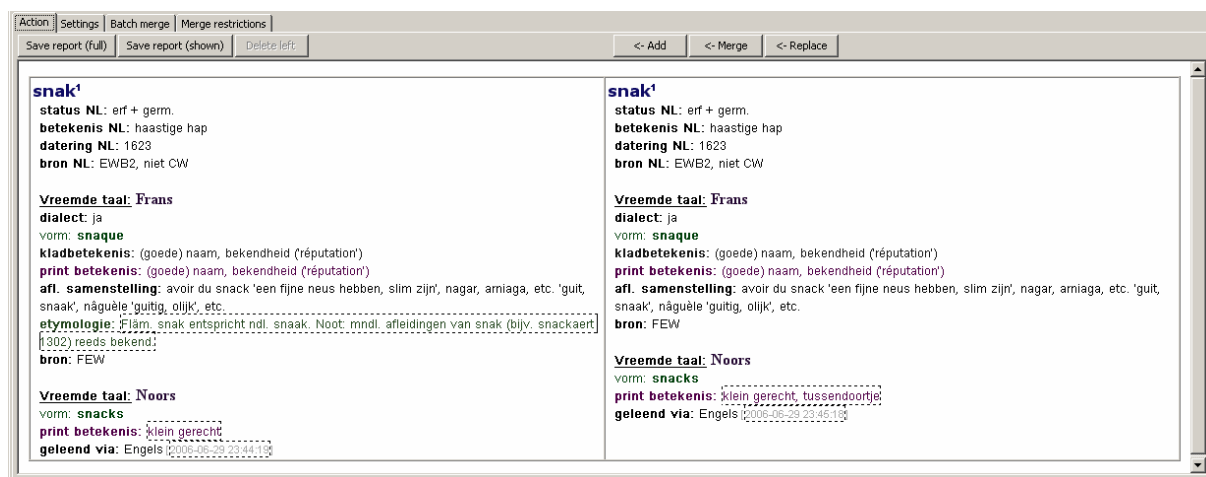 Action Settings Batch merge Merge restrictions
Save report (full) Save report (shown) Delete left <- Add <- Merge <- Replace
snak¹
status NL: erf + germ.
betekenis NL: haastige hap
datering NL: 1623
bron NL: EWB2, niet CW
Vreemde taal: Frans
dialect: ja
vorm: snaque
kladbetekenis: (goede) naam, bekendheid ('réputation')
print betekenis: (goede) naam, bekendheid ('réputation')
afl. samenstelling: avoir du snack 'een fijne neus hebben, slim zijn', nagar, arniaga, etc. 'guit,
snaak', nâguèle 'guitig, olijk', etc.
etymologie: Fläm. snak entspricht ndl. snaak. Noot: mndl. afleidingen van snak (bijv. snackaert
1302) reeds bekend.
bron: FEW
Vreemde taal: Noors
vorm: snacks
print betekenis: klein gerecht
geleend via: Engels [2006-06-29 23:44:19]
snak¹
status NL: erf + germ.
betekenis NL: haastige hap
datering NL: 1623
bron NL: EWB2, niet CW
Vreemde taal: Frans
dialect: ja
vorm: snaque
kladbetekenis: (goede) naam, bekendheid ('réputation')
print betekenis: (goede) naam, bekendheid ('réputation')
afl. samenstelling: avoir du snack 'een fijne neus hebben, slim zijn', nagar, arniaga, etc. 'guit,
snaak', nâguèle 'guitig, olijk', etc.
bron: FEW
Vreemde taal: Noors
vorm: snacks
print betekenis: klein gerecht, tussendoortje
geleend via: Engels [2006-06-29 23:45:18]